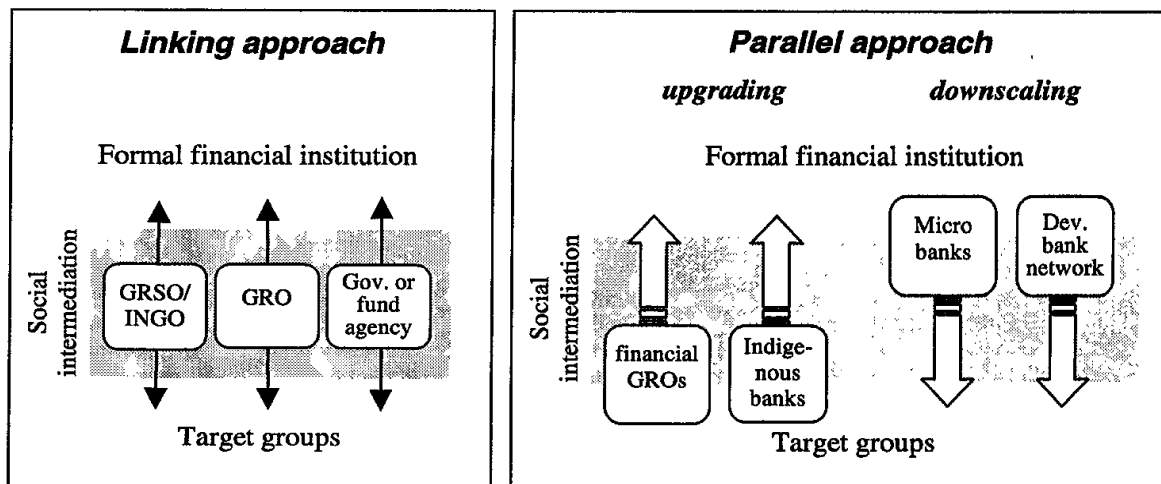 Linking approach
Formal financial institution
Social
intermediation
GRSO/
INGO
GRO
Gov. or
fund
agency
Target groups
Parallel approach
upgrading
downscaling
Formal financial institution
Social
intermediation
financial
GROs
Indige-
nous
banks
Micro
banks
Dev.
bank
network
Target groups